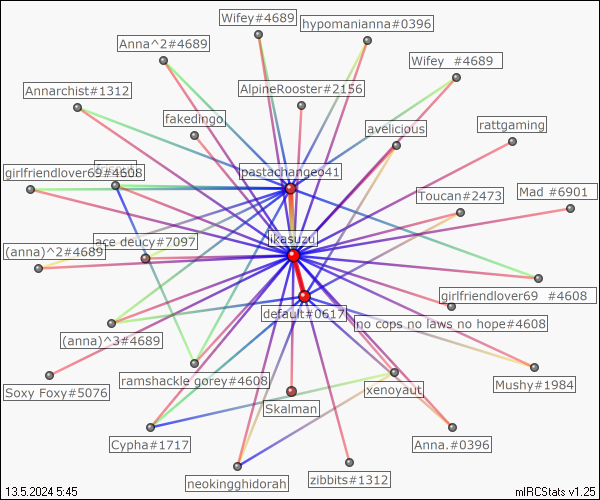 Wifey#4689
hypomanianna#0396
Anna^2#4689
Wifey  #4689
Annarchist#1312
AlpineRooster#2156
fakedingo
avelicious
rattgaming
girlfriendlover69#4608
pastachangeo41
Toucan#2473
Mad #6901
ikasuzu
(anna)^2#4689
ace deucy#7097
girlfriendlover69  #4608
default#0617
no cops no laws no hope#4608
(anna)^3#4689
Soxy Foxy#5076
ramshackle gorey#4608
xenoyaut
Mushy#1984
Skalman
Cypha#1717
Anna.#0396
neokingghidorah
zibbits#1312
13.5.2024 5:45
mIRCStats v1.25